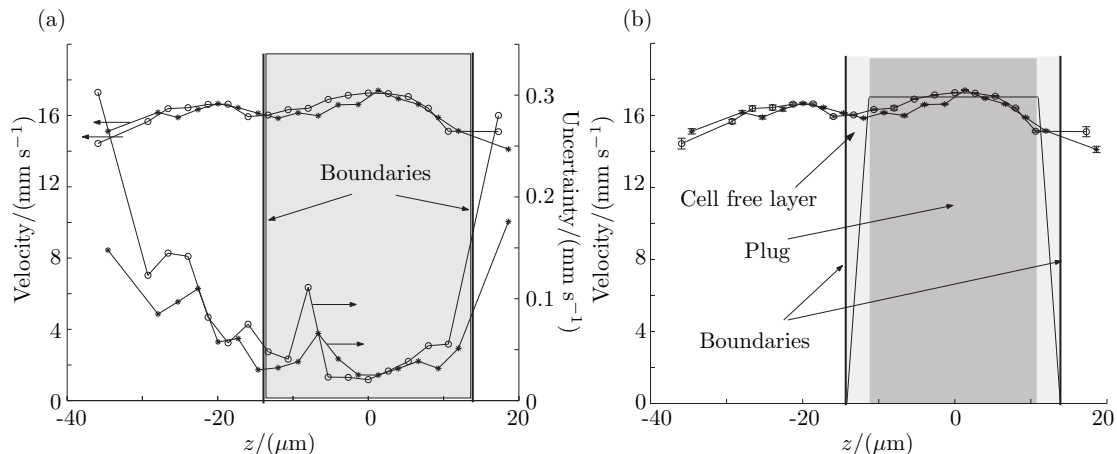 (a)
20
16
12
8
4
0
Velocity/(mm s⁻¹)
-40
-20
0
20
z/(μm)
0.3
0.2
0.1
0
Uncertainty/(mm s⁻¹)
Boundaries
(b)
20
16
12
8
4
0
Velocity/(mm s⁻¹)
-40
-20
0
20
z/(μm)
Cell free layer
Plug
Boundaries